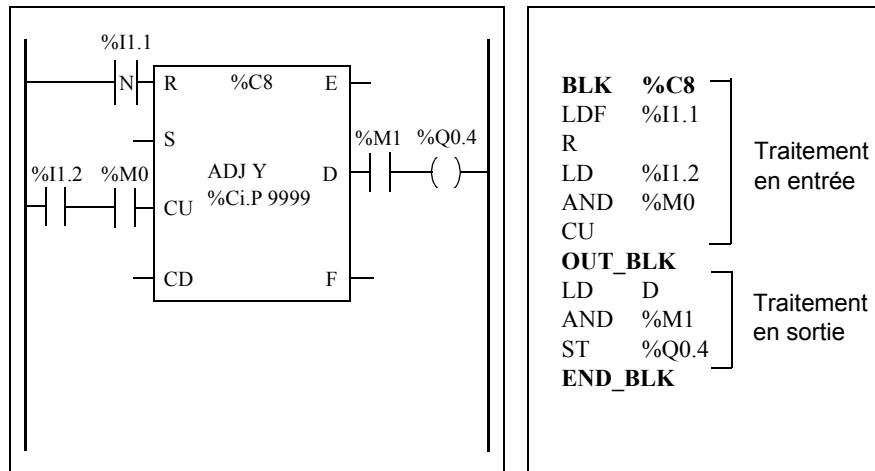 %I1.1
N R %C8 E
S
%M1 %Q0.4
%I1.2 %M0 ADJ Y D
CU %Ci.P 9999
CD F
BLK %C8
LDF %I1.1
R
LD %I1.2
AND %M0
CU
OUT_BLK
LD D
AND %M1
ST %Q0.4
END_BLK
Traitement
en entrée
Traitement
en sortie